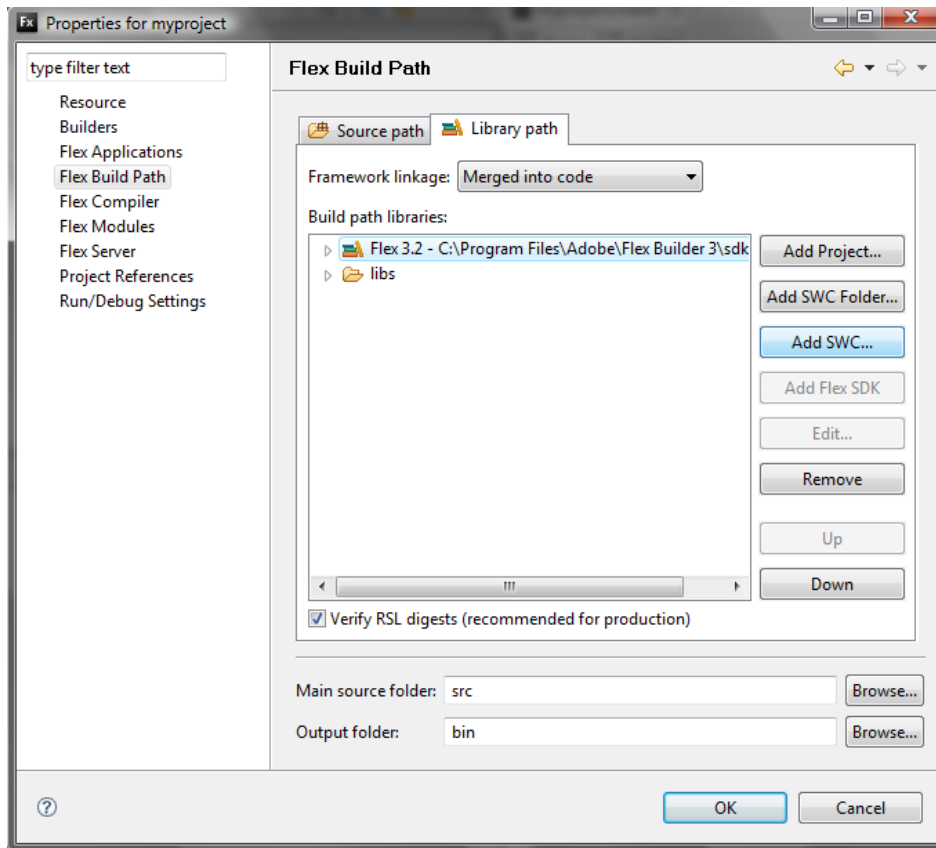 Fx Properties for myproject
type filter text
Resource
Builders
Flex Applications
Flex Build Path
Flex Compiler
Flex Modules
Flex Server
Project References
Run/Debug Settings
Flex Build Path
Source path
Library path
Framework linkage: Merged into code
Build path libraries:
Flex 3.2 - C:\Program Files\Adobe\Flex Builder 3\sdk
libs
Add Project...
Add SWC Folder...
Add SWC...
Add Flex SDK
Edit...
Remove
Up
Down
Verify RSL digests (recommended for production)
Main source folder: src Browse...
Output folder: bin Browse...
?
OK
Cancel